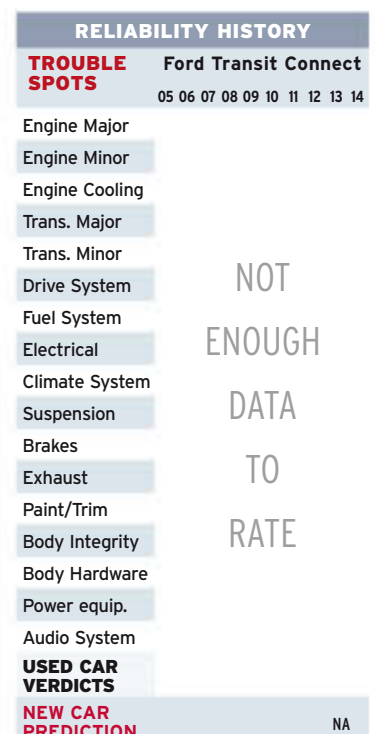 RELIABILITY HISTORY
TROUBLE SPOTS
Ford Transit Connect
05 06 07 08 09 10 11 12 13 14
Engine Major
Engine Minor
Engine Cooling
Trans. Major
Trans. Minor
Drive System
Fuel System
Electrical
Climate System
Suspension
Brakes
Exhaust
Paint/Trim
Body Integrity
Body Hardware
Power equip.
Audio System
NOT
ENOUGH
DATA
TO
RATE
USED CAR
VERDICTS
NEW CAR
PREDICTION
NA